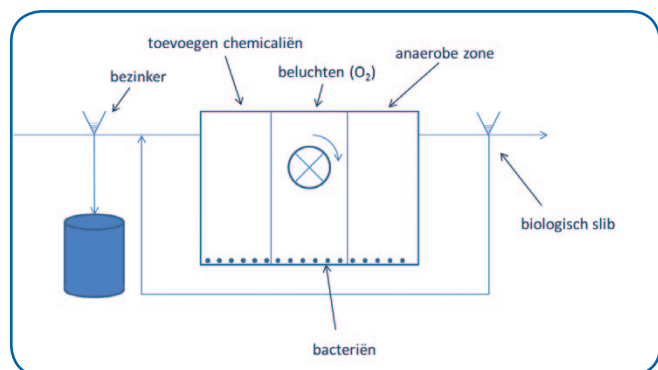 toevoegen chemicaliën
anaerobe zone
beluchten (O₂)
bezinker
biologisch slib
bacteriën